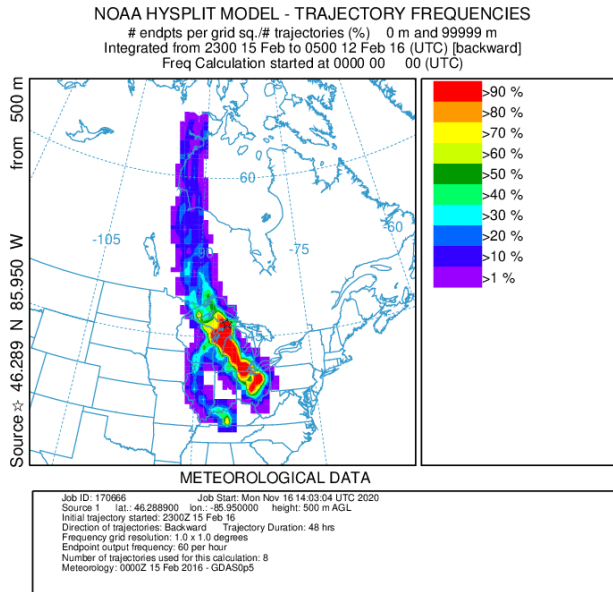 NOAA HYSPLIT MODEL - TRAJECTORY FREQUENCIES
# endpts per grid sq./# trajectories (%) 0 m and 99999 m
Integrated from 2300 15 Feb to 0500 12 Feb 16 (UTC) [backward]
Freq Calculation started at 0000 00 00 (UTC)
Source ☆ 46.289 N 85.950 W from 500 m
-105
-90
-75
-60
60
45
>90 %
>80 %
>70 %
>60 %
>50 %
>40 %
>30 %
>20 %
>10 %
>1 %
METEOROLOGICAL DATA
Job ID: 170666 Job Start: Mon Nov 16 14:03:04 UTC 2020
Source 1 lat.: 46.288900 lon.: -85.950000 height: 500 m AGL
Initial trajectory started: 2300Z 15 Feb 16
Direction of trajectories: Backward Trajectory Duration: 48 hrs
Frequency grid resolution: 1.0 x 1.0 degrees
Endpoint output frequency: 60 per hour
Number of trajectories used for this calculation: 8
Meteorology: 0000Z 15 Feb 2016 - GDAS0p5